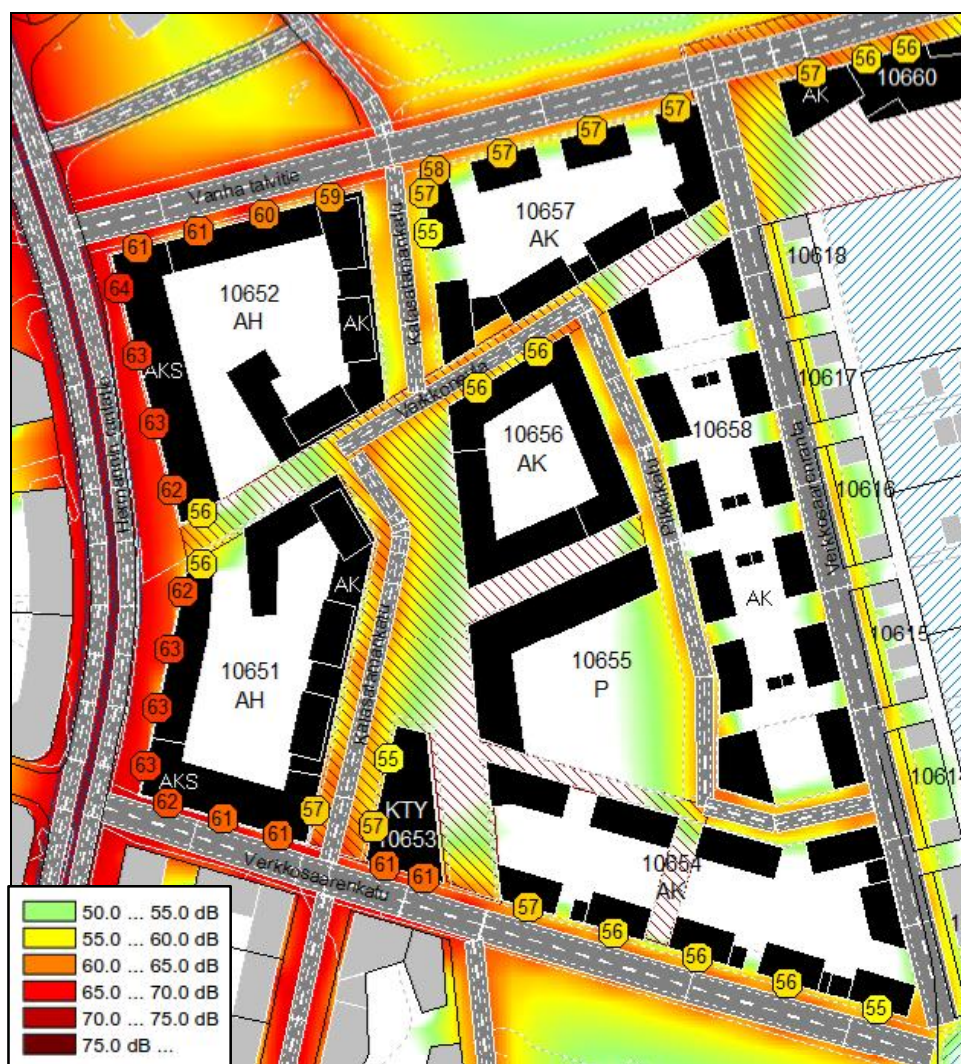 56
56
57
10660
AK
57
57
57
58
57
55
Vanha talvitie
59
60
61
61
64
63
63
62
10652
AH
AK
AKS
Kalasatamankatu
10657
AK
10618
10617
10616
10615
Verkkosaarenranta
56
56
10656
AK
10658
AK
Parrukatu
56
56
62
63
63
63
62
61
61
57
10651
AH
AK
AKS
Kalasatamankatu
10655
P
55
KTY
10653
57
61
61
Verkkosaarenkatu
10654
AK
57
56
56
56
55
50.0 ... 55.0 dB
55.0 ... 60.0 dB
60.0 ... 65.0 dB
65.0 ... 70.0 dB
70.0 ... 75.0 dB
75.0 dB ...